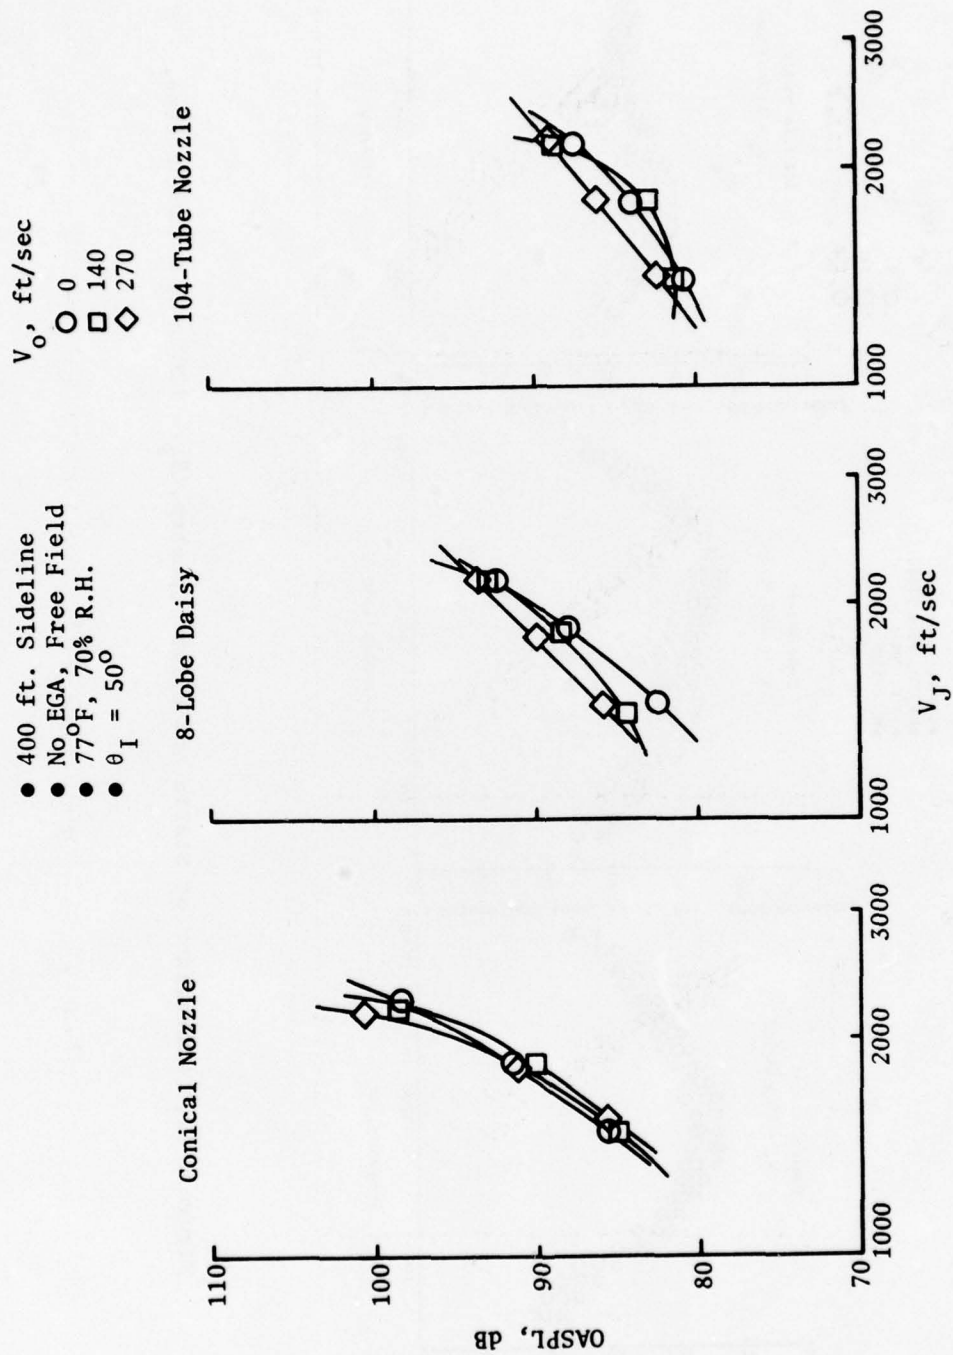 ● 400 ft. Sideline
● No EGA, Free Field
● 77°F, 70% R.H.
● θI = 50°
Vo, ft/sec
○ 0
□ 140
◇ 270
Conical Nozzle
8-Lobe Daisy
104-Tube Nozzle
OASPL, dB
110
100
90
80
70
1000
2000
3000
1000
2000
3000
1000
2000
3000
VJ, ft/sec